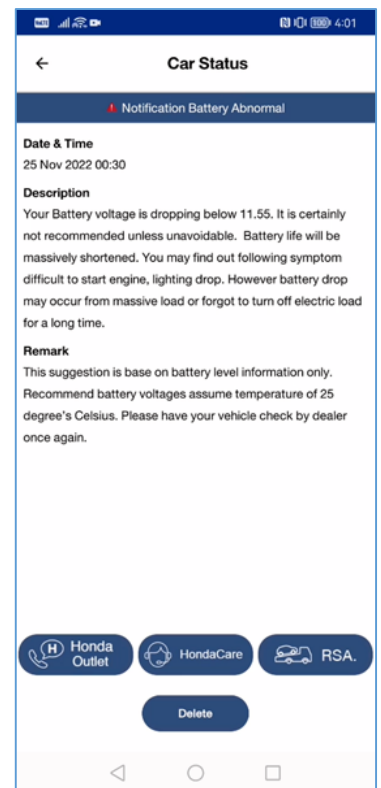 100 4:01
Car Status
Notification Battery Abnormal
Date & Time
25 Nov 2022 00:30
Description
Your Battery voltage is dropping below 11.55. It is certainly
not recommended unless unavoidable. Battery life will be
massively shortened. You may find out following symptom
difficult to start engine, lighting drop. However battery drop
may occur from massive load or forgot to turn off electric load
for a long time.
Remark
This suggestion is base on battery level information only.
Recommend battery voltages assume temperature of 25
degree's Celsius. Please have your vehicle check by dealer
once again.
H Honda
Outlet
HondaCare
RSA.
Delete